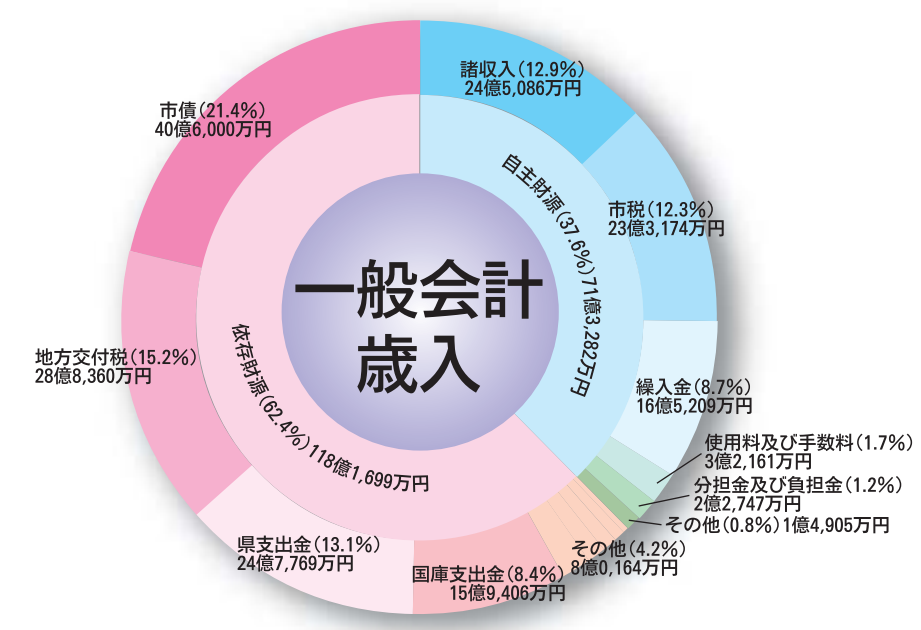 一般会計
歳入
自主財源(37.6%)71億3,282万円
諸収入(12.9%)
24億5,086万円
市税(12.3%)
23億3,174万円
繰入金(8.7%)
16億5,209万円
使用料及び手数料(1.7%)
3億2,161万円
分担金及び負担金(1.2%)
2億2,747万円
その他(0.8%)1億4,905万円
依存財源(62.4%)118億1,699万円
その他(4.2%)
8億0,164万円
国庫支出金(8.4%)
15億9,406万円
県支出金(13.1%)
24億7,769万円
地方交付税(15.2%)
28億8,360万円
市債(21.4%)
40億6,000万円